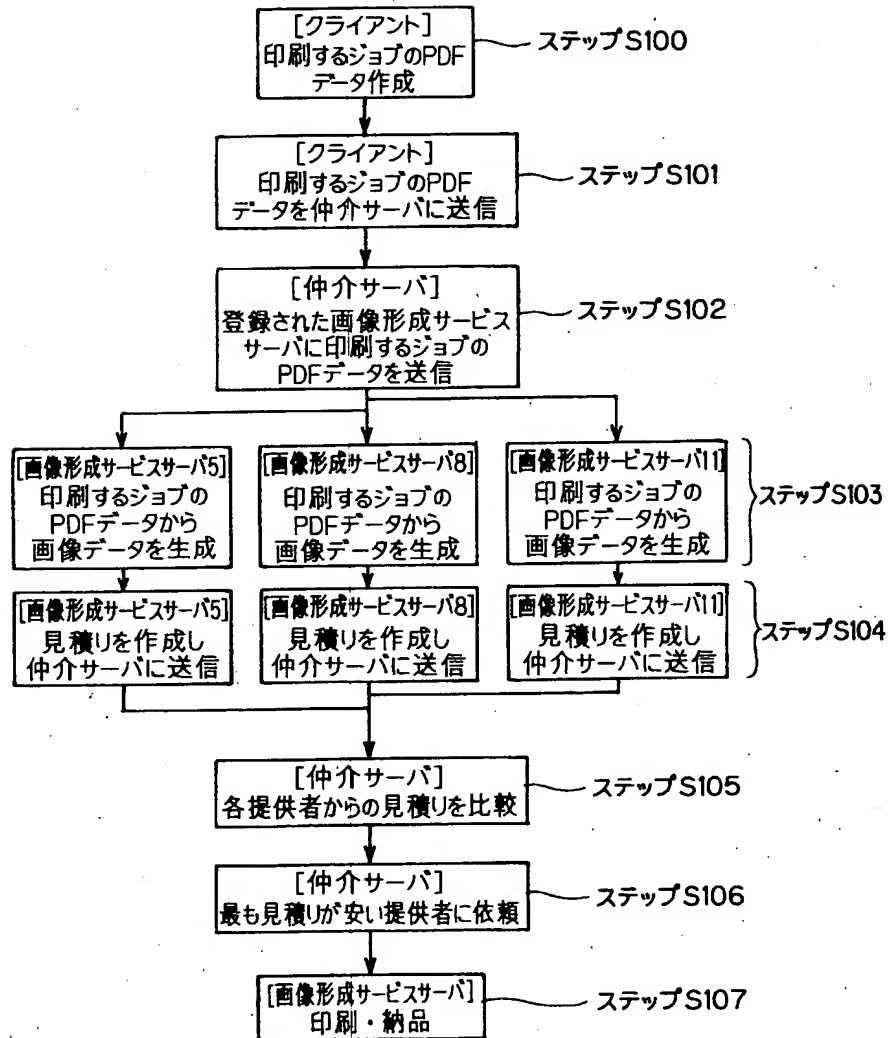 [クライアント]
印刷するジョブのPDF
データ作成
ステップS100
[クライアント]
印刷するジョブのPDF
データを仲介サーバに送信
ステップS101
[仲介サーバ]
登録された画像形成サービス
サーバに印刷するジョブの
PDFデータを送信
ステップS102
[画像形成サービスサーバ5]
印刷するジョブの
PDFデータから
画像データを生成
[画像形成サービスサーバ8]
印刷するジョブの
PDFデータから
画像データを生成
[画像形成サービスサーバ11]
印刷するジョブの
PDFデータから
画像データを生成
ステップS103
[画像形成サービスサーバ5]
見積りを作成し
仲介サーバに送信
[画像形成サービスサーバ8]
見積りを作成し
仲介サーバに送信
[画像形成サービスサーバ11]
見積りを作成し
仲介サーバに送信
ステップS104
[仲介サーバ]
各提供者からの見積りを比較
ステップS105
[仲介サーバ]
最も見積りが安い提供者に依頼
ステップS106
[画像形成サービスサーバ]
印刷・納品
ステップS107